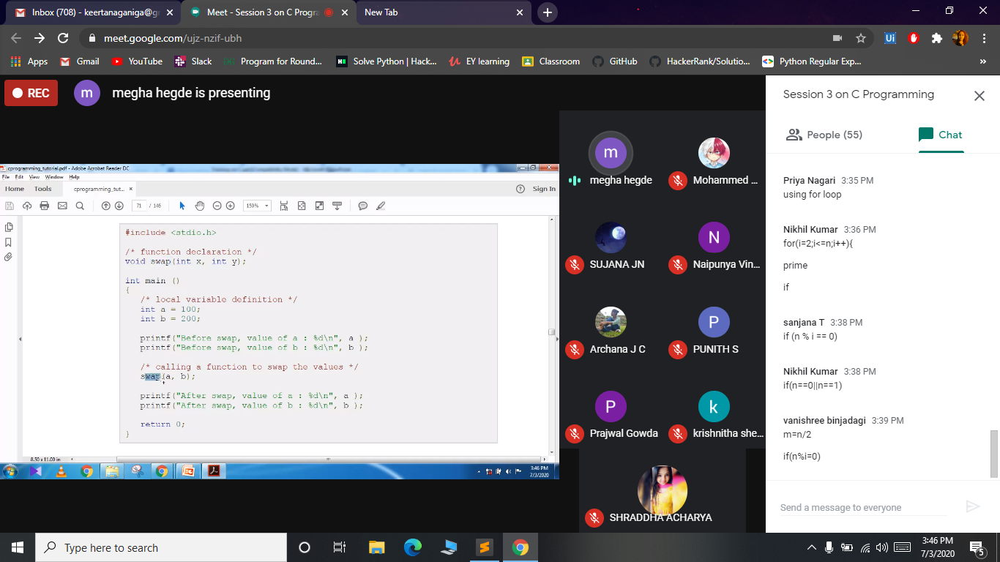 Inbox (708) - keertanaganiga@gr
Meet - Session 3 on C Progra
New Tab
meet.google.com/ujz-nzif-ubh
Apps
Gmail
YouTube
Slack
Program for Round...
Solve Python | Hack...
EY learning
Classroom
GitHub
HackerRank/Solutio...
Python Regular Exp...
»
REC
m
megha hegde is presenting
cprogramming_tutorial.pdf - Adobe Acrobat Reader DC
File Edit View Window Help
Home Tools cprogramming_tut... × Sign In
71 / 146 150%
#include <stdio.h>
/* function declaration */
void swap(int x, int y);
int main ()
{
/* local variable definition */
int a = 100;
int b = 200;
printf("Before swap, value of a : %d\n", a );
printf("Before swap, value of b : %d\n", b );
/* calling a function to swap the values */
swap(a, b);
printf("After swap, value of a : %d\n", a );
printf("After swap, value of b : %d\n", b );
return 0;
}
8.50 x 11.00 in
3:46 PM
7/3/2020
m
megha hegde
Mohammed ...
SUJANA JN
N
Naipunya Vin...
Archana J C
P
PUNITH S
P
Prajwal Gowda
k
krishnitha she...
SHRADDHA ACHARYA
Session 3 on C Programming
People (55)
Chat
Priya Nagari 3:35 PM
using for loop
Nikhil Kumar 3:36 PM
for(i=2;i<=n;i++){
prime
if
sanjana T 3:38 PM
if (n % i == 0)
Nikhil Kumar 3:38 PM
if(n==0||n==1)
vanishree binjadagi 3:39 PM
m=n/2
if(n%i=0)
Send a message to everyone
Type here to search
3:46 PM
7/3/2020
5